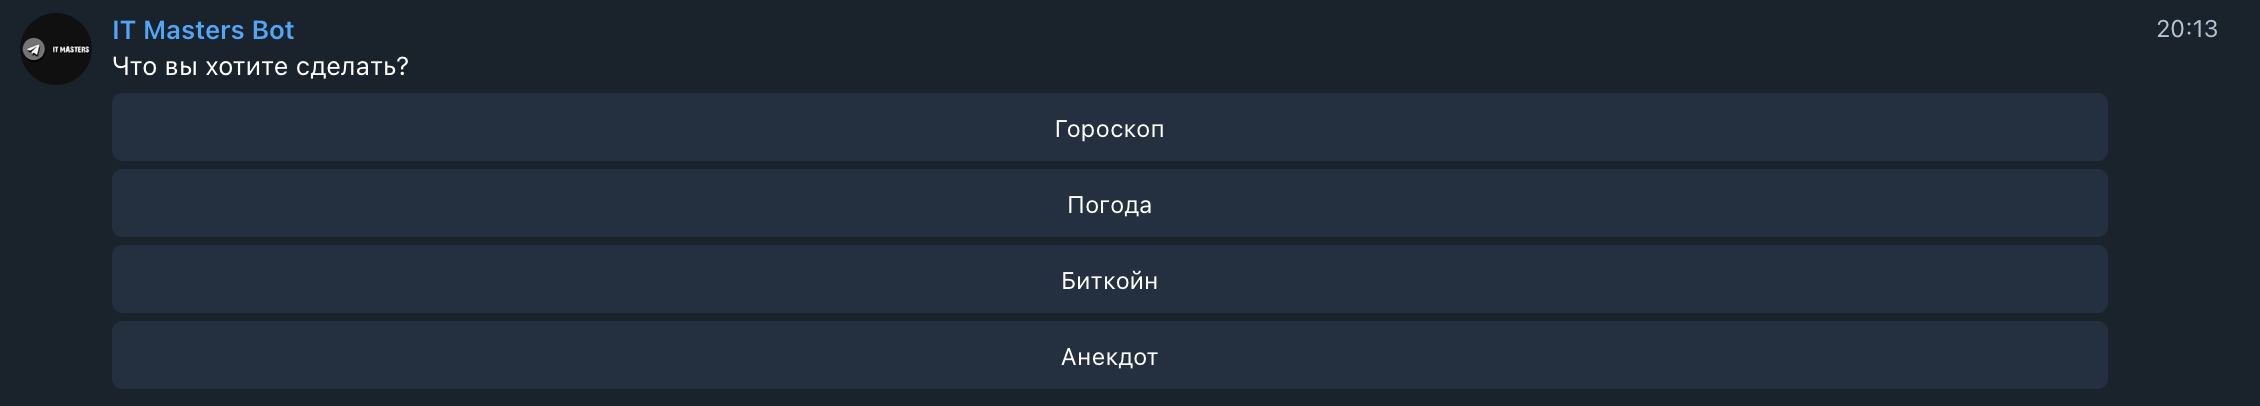 IT Masters Bot
20:13
IT MASTERS
Что вы хотите сделать?
Гороскоп
Погода
Биткойн
Анекдот